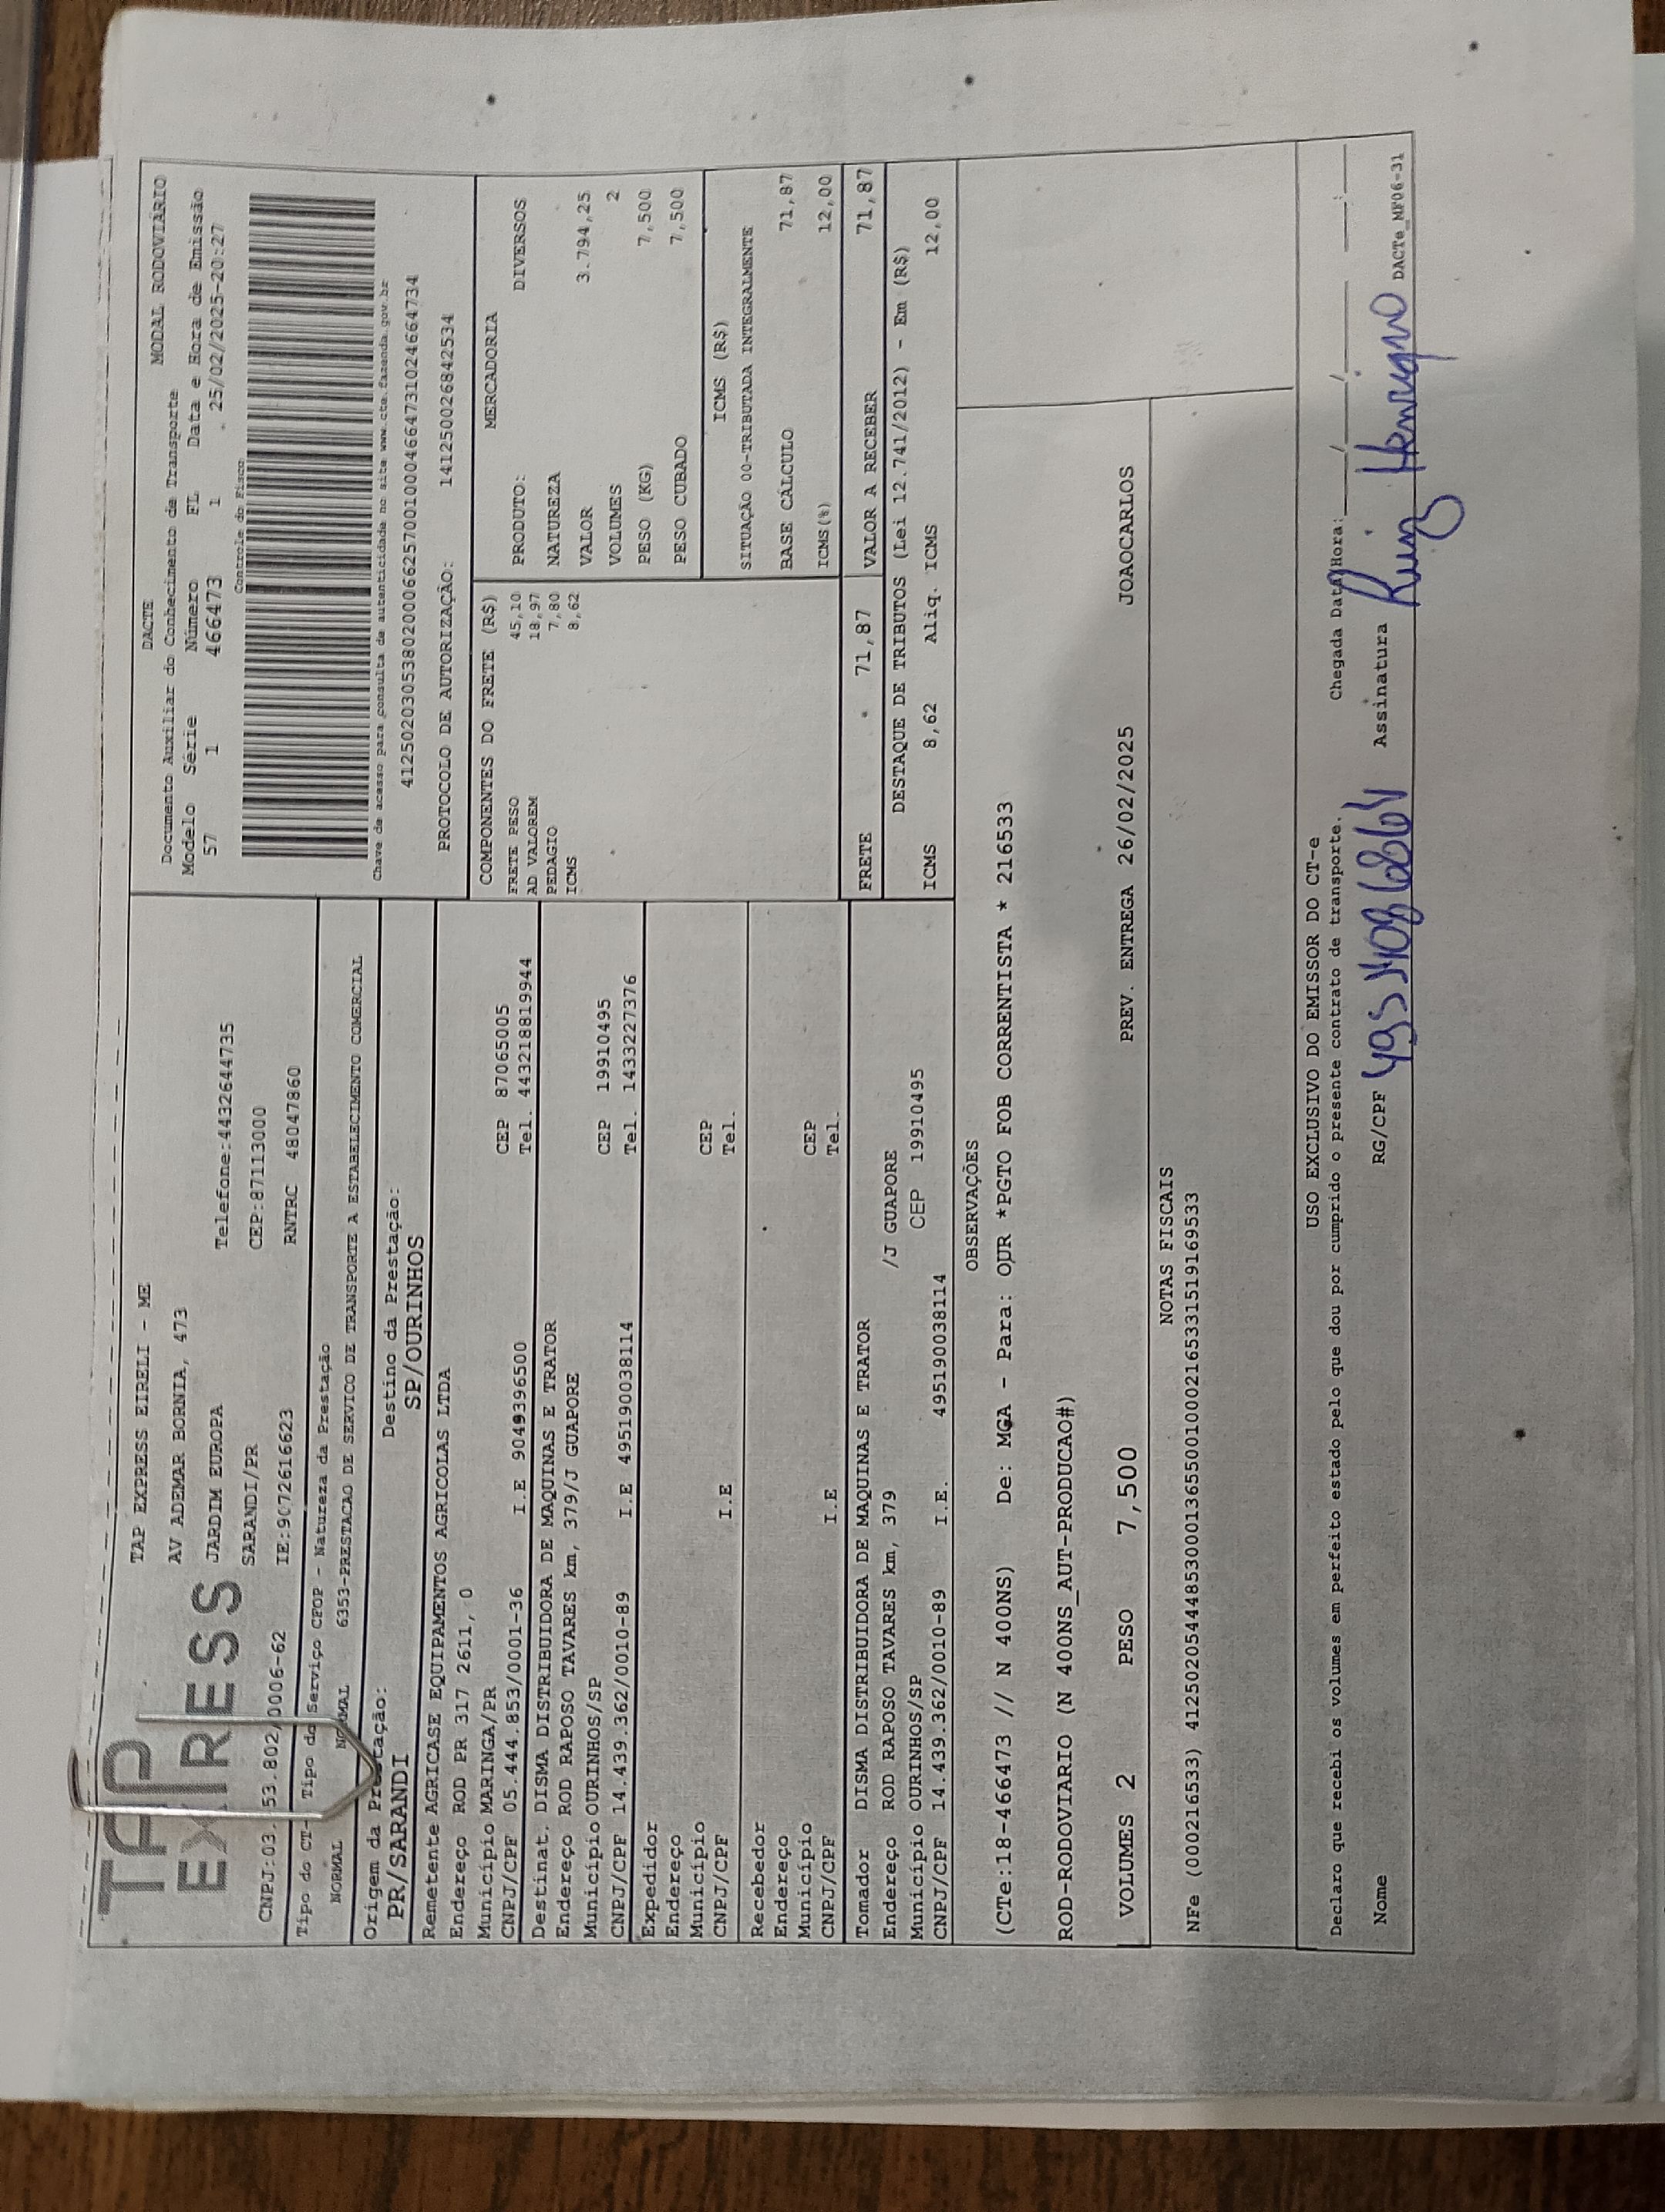 TAP
EXPRESS
TAP EXPRESS EIRELI - ME
AV ADEMAR BORNIA, 473
JARDIM EUROPA
Telefone:4432644735
SARANDI/PR
CEP:87113000
CNPJ:03. 53.802/0006-62
IE:9072616623
RNTRC 48047860
DACTE
MODAL RODOVIÁRIO
Documento Auxiliar do Conhecimento de Transporte
Modelo Série Número FL Data e Hora de Emissão
57 1 466473 1 25/02/2025-20:27
Controle do Fisco
Chave de acesso para consulta de autenticidade no site www.cte.fazenda.gov.br
41250203053802000662570010004664731024664734
PROTOCOLO DE AUTORIZAÇÃO: 141250026842534
Tipo do CT- Tipo do Serviço CFOP - Natureza da Prestação
NORMAL NORMAL 6353-PRESTACAO DE SERVICO DE TRANSPORTE A ESTABELECIMENTO COMERCIAL
Origem da Prestação: Destino da Prestação:
PR/SARANDI SP/OURINHOS
Remetente AGRICASE EQUIPAMENTOS AGRICOLAS LTDA
Endereço ROD PR 317 2611, 0
Município MARINGA/PR CEP 87065005
CNPJ/CPF 05.444.853/0001-36 I.E 9049396500 Tel. 443218819944
Destinat. DISMA DISTRIBUIDORA DE MAQUINAS E TRATOR
Endereço ROD RAPOSO TAVARES km, 379/J GUAPORE
Município OURINHOS/SP CEP 19910495
CNPJ/CPF 14.439.362/0010-89 I.E 495190038114 Tel. 1433227376
Expedidor
Endereço
Município CEP
CNPJ/CPF I.E Tel.
Recebedor
Endereço
Município CEP
CNPJ/CPF I.E Tel.
Tomador DISMA DISTRIBUIDORA DE MAQUINAS E TRATOR
Endereço ROD RAPOSO TAVARES km, 379 /J GUAPORE
Município OURINHOS/SP CEP 19910495
CNPJ/CPF 14.439.362/0010-89 I.E. 495190038114
COMPONENTES DO FRETE (R$)
FRETE PESO 45,10
AD VALOREM 18,97
PEDAGIO 7,80
ICMS 8,62
MERCADORIA
PRODUTO: DIVERSOS
NATUREZA
VALOR 3.794,25
VOLUMES 2
PESO (KG) 7,500
PESO CUBADO 7,500
ICMS (R$)
SITUAÇÃO 00-TRIBUTADA INTEGRALMENTE
BASE CÁLCULO 71,87
ICMS(%) 12,00
FRETE 71,87 VALOR A RECEBER 71,87
DESTAQUE DE TRIBUTOS (Lei 12.741/2012) - Em (R$)
ICMS 8,62 Aliq. ICMS 12,00
OBSERVAÇÕES
(CTe:18-466473 // N 400NS) De: MGA - Para: OUR *PGTO FOB CORRENTISTA * 216533
ROD-RODOVIARIO (N 400NS_AUT-PRODUCAO#)
VOLUMES 2 PESO 7,500 PREV. ENTREGA 26/02/2025 JOAOCARLOS
NOTAS FISCAIS
NFe (000216533) 41250205444853000136550010002165331519169533
USO EXCLUSIVO DO EMISSOR DO CT-e
Declaro que recebi os volumes em perfeito estado pelo que dou por cumprido o presente contrato de transporte. Chegada Data/Hora: ___/___/___ ___:___
Nome RG/CPF Assinatura Henrique DACTe_MF06-31